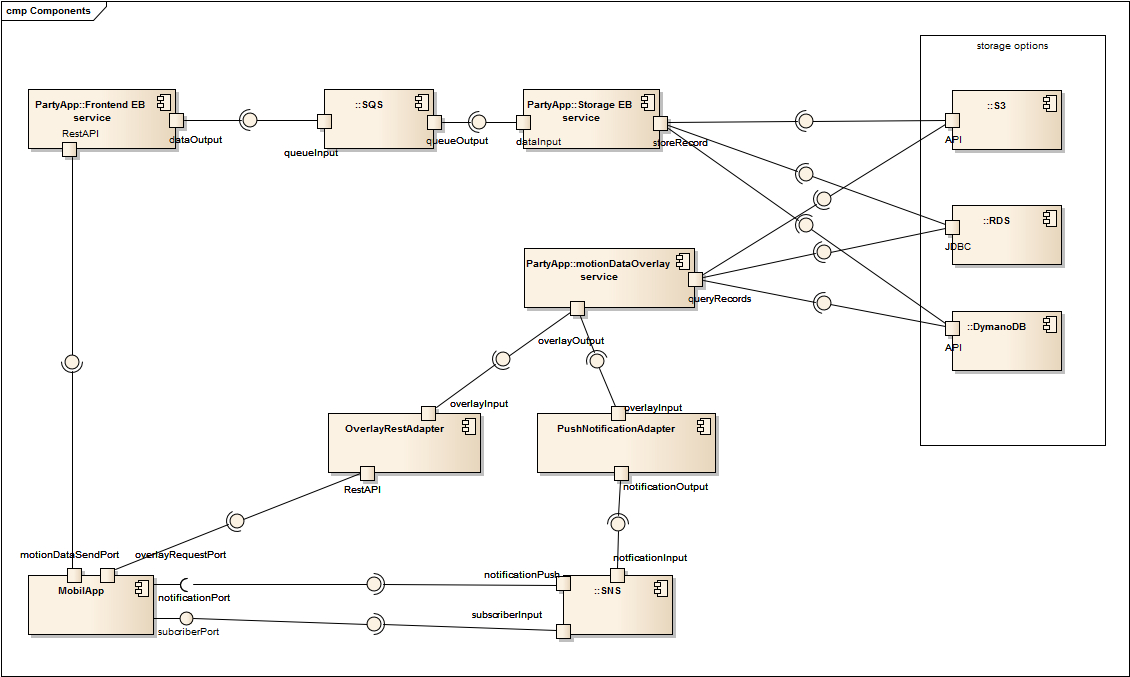 cmp Components
storage options
PartyApp::Frontend EB
service
RestAPI
dataOutput
::SQS
queueInput
queueOutput
PartyApp::Storage EB
service
dataInput
storeRecord
::S3
API
::RDS
JDBC
PartyApp::motionDataOverlay
service
queryRecords
overlayOutput
::DymanoDB
API
overlayInput
OverlayRestAdapter
RestAPI
overlayInput
PushNotificationAdapter
notificationOutput
motionDataSendPort
overlayRequestPort
MobilApp
notificationPort
subcriberPort
notificationPush
notficationInput
::SNS
subscriberInput